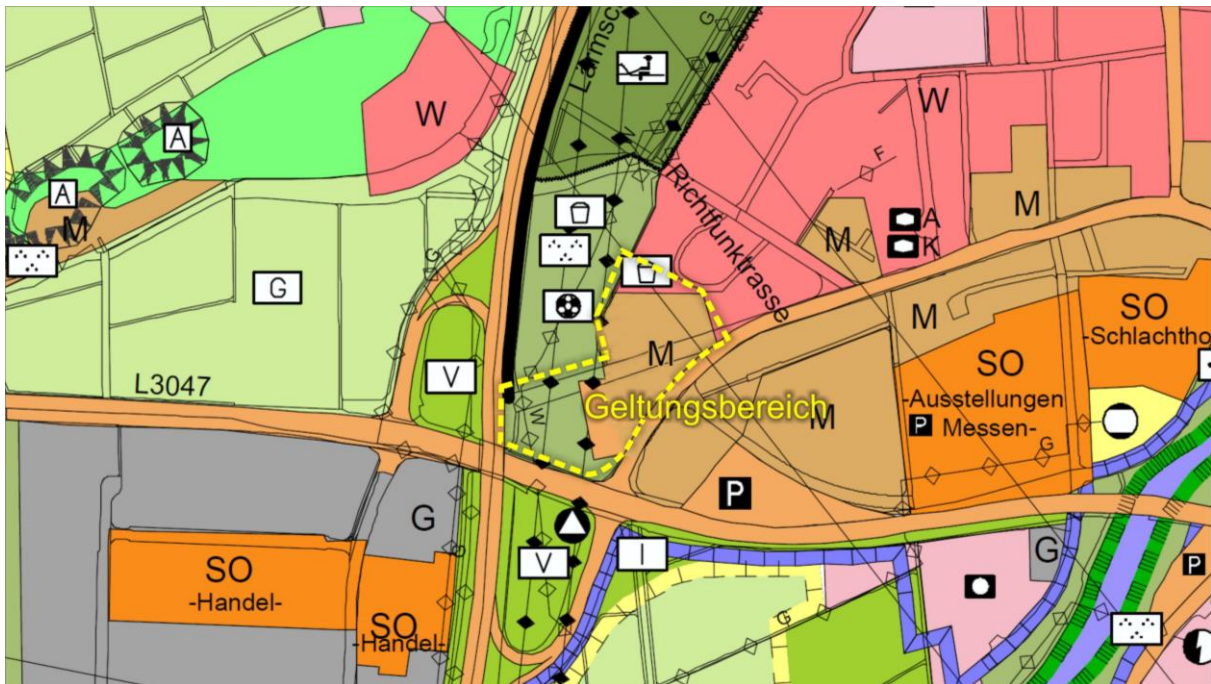 Lärmsc
G
W
W
A
A
M
Richtfunktrasse
F
A
K
M
M
G
G
M
SO
-Schlachtho
V
M
L3047
W
Geltungsbereich
M
SO
-Ausstellungen
P Messen-
G
P
G
V
I
G
SO
-Handel-
SO
-Handel-
G
P